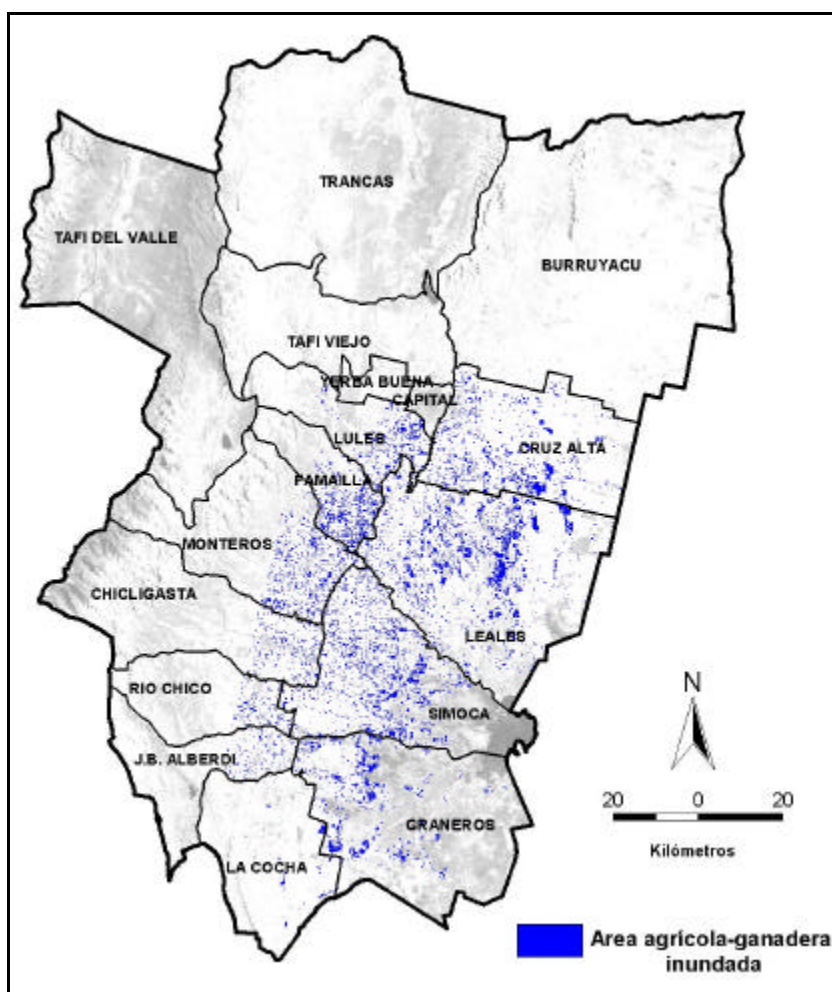 TRANCAS
TAFI DEL VALLE
BURRUYACU
TAFI VIEJO
YERBA BUENA
CAPITAL
LULES
CRUZ ALTA
FAMAILLA
MONTEROS
CHICLIGASTA
LEALES
RIO CHICO
SIMOCA
N
J.B. ALBERDI
20 0 20
GRANEROS
Kilómetros
LA COCHA
Area agrícola-ganadera
inundada